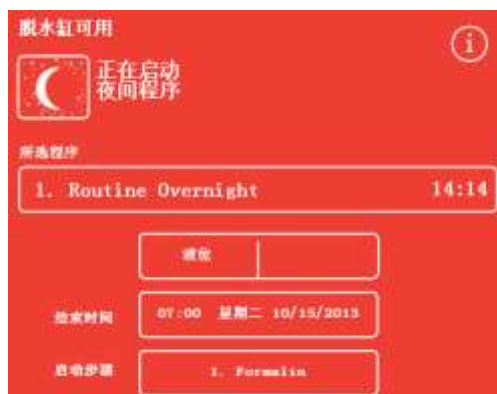 脱水缸可用
i
正在启动
夜间程序
所选程序
1. Routine Overnight 14:14
液位
结束时间 07:00 星期二 10/15/2013
启动步骤 1. Formalin